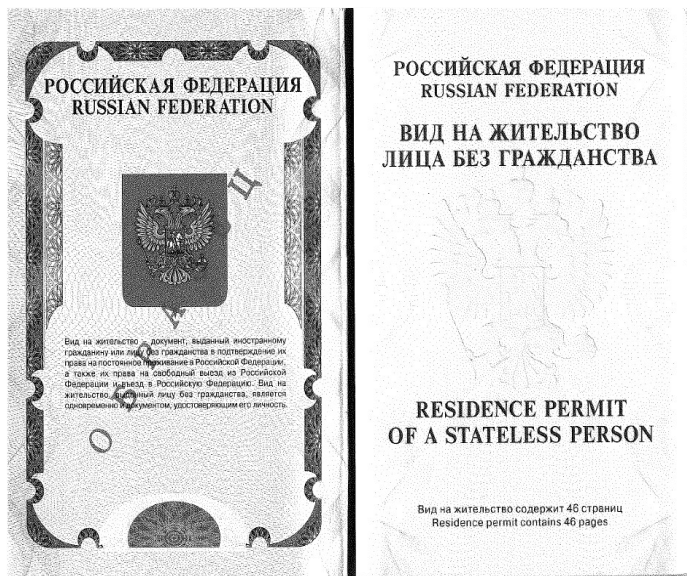 РОССИЙСКАЯ ФЕДЕРАЦИЯ
RUSSIAN FEDERATION
ОБРАЗЕЦ
Вид на жительство – документ, выданный иностранному
гражданину или лицу без гражданства в подтверждение их
права на постоянное проживание в Российской Федерации,
а также их права на свободный выезд из Российской
Федерации и въезд в Российскую Федерацию. Вид на
жительство, выданный лицу без гражданства, является
одновременно и документом, удостоверяющим его личность.
РОССИЙСКАЯ ФЕДЕРАЦИЯ
RUSSIAN FEDERATION
ВИД НА ЖИТЕЛЬСТВО
ЛИЦА БЕЗ ГРАЖДАНСТВА
RESIDENCE PERMIT
OF A STATELESS PERSON
Вид на жительство содержит 46 страниц
Residence permit contains 46 pages